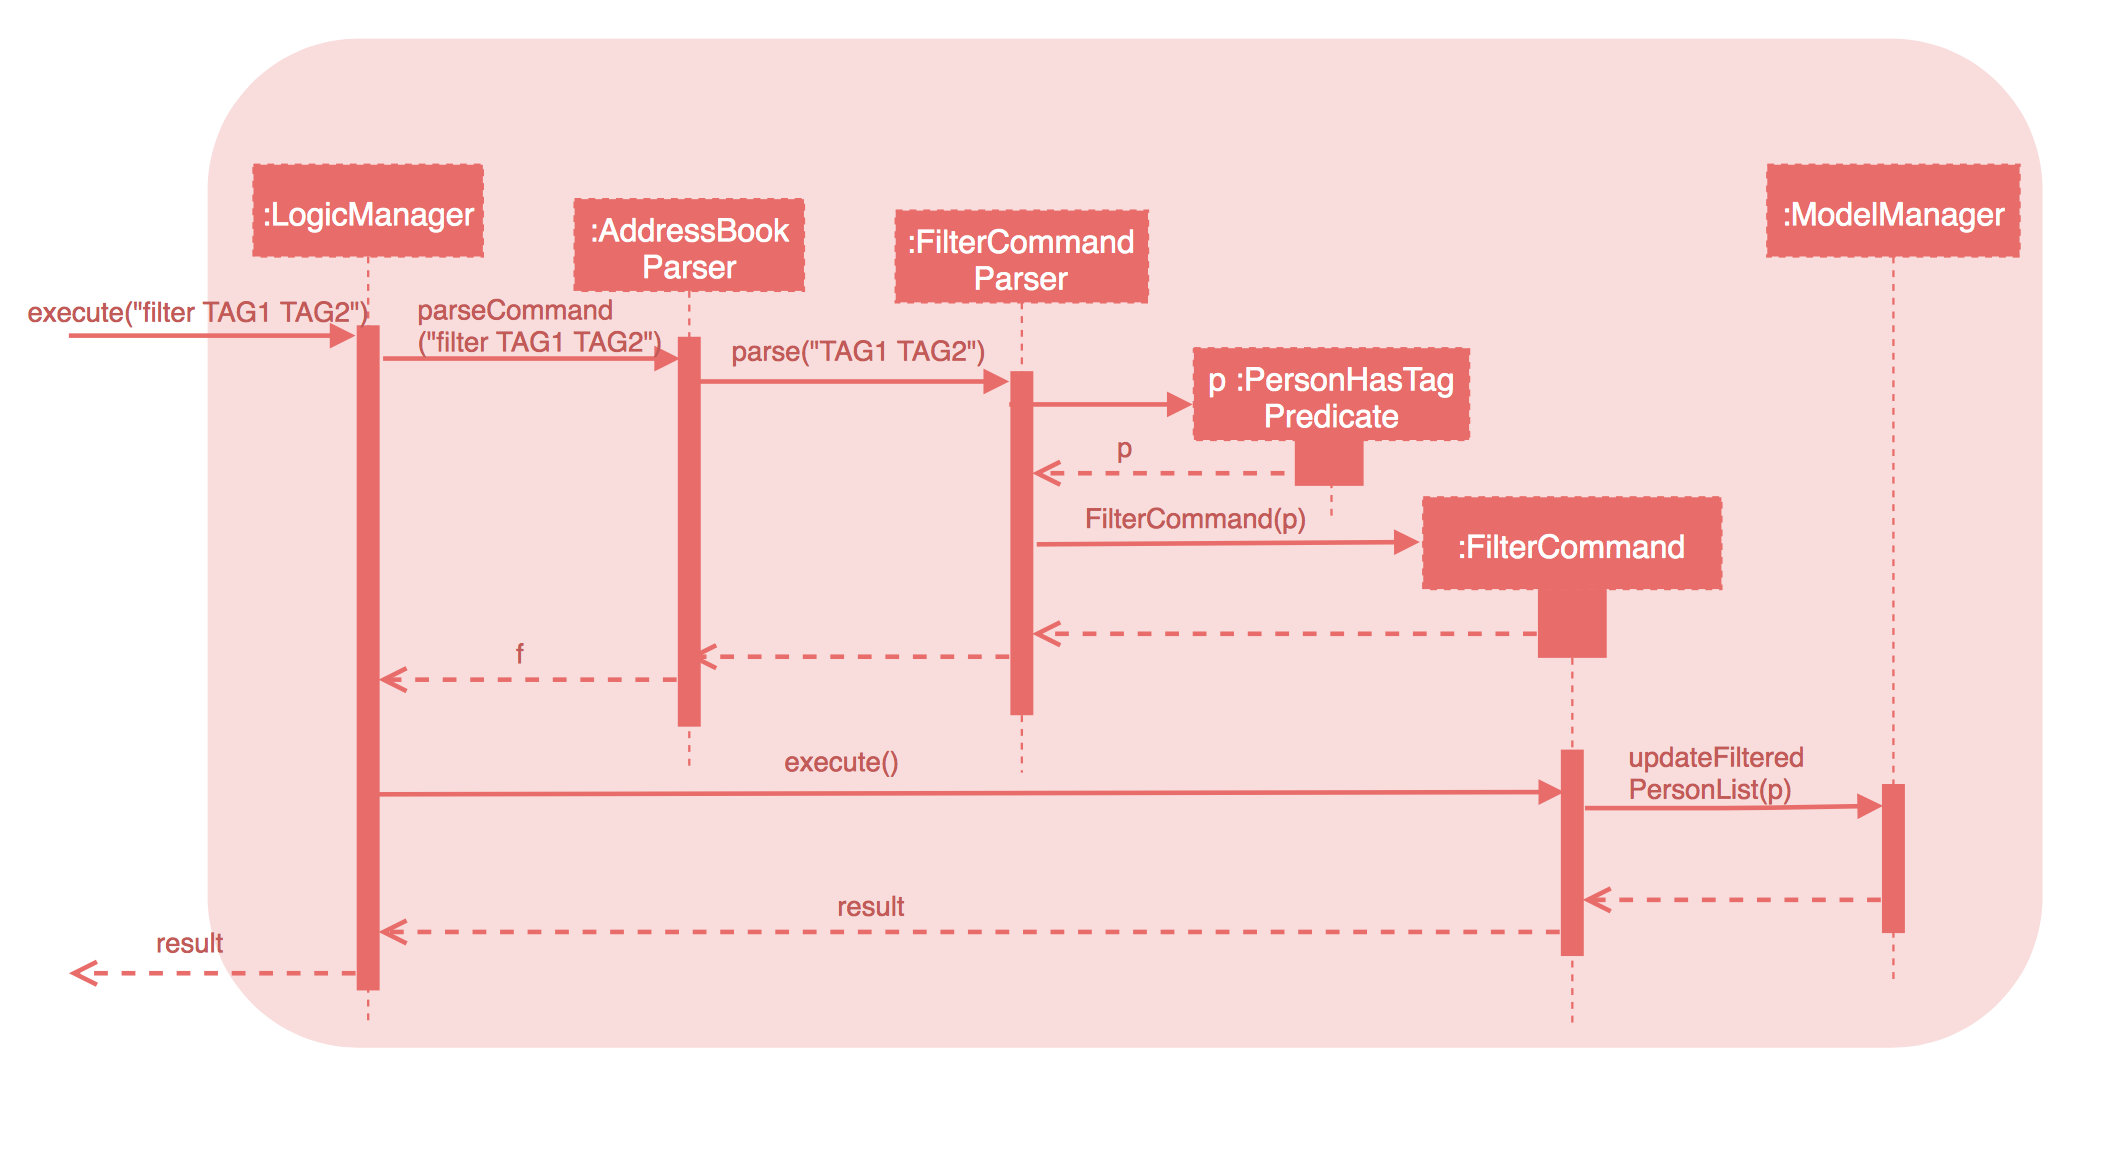 :LogicManager
:AddressBook
Parser
:FilterCommand
Parser
:ModelManager
execute("filter TAG1 TAG2")
parseCommand
("filter TAG1 TAG2")
parse("TAG1 TAG2")
p :PersonHasTag
Predicate
p
FilterCommand(p)
:FilterCommand
f
execute()
updateFiltered
PersonList(p)
result
result